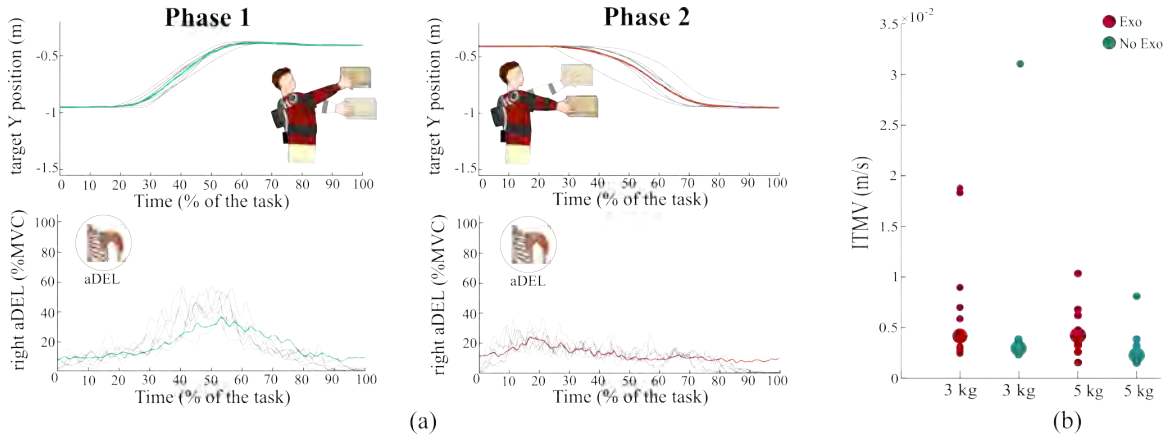 Phase 1
target Y position (m)
-0.5
-1
-1.5
0 10 20 30 40 50 60 70 80 90 100
Time (% of the task)
right aDEL (%MVC)
100
80
60
40
20
0
aDEL
0 10 20 30 40 50 60 70 80 90 100
Time (% of the task)
Phase 2
target Y position (m)
-0.5
-1
-1.5
0 10 20 30 40 50 60 70 80 90 100
Time (% of the task)
right aDEL (%MVC)
100
80
60
40
20
0
aDEL
0 10 20 30 40 50 60 70 80 90 100
Time (% of the task)
(a)
×10⁻²
3.5
3
2
1
0.5
0
ITMV (m/s)
Exo
No Exo
3 kg 3 kg 5 kg 5 kg
(b)